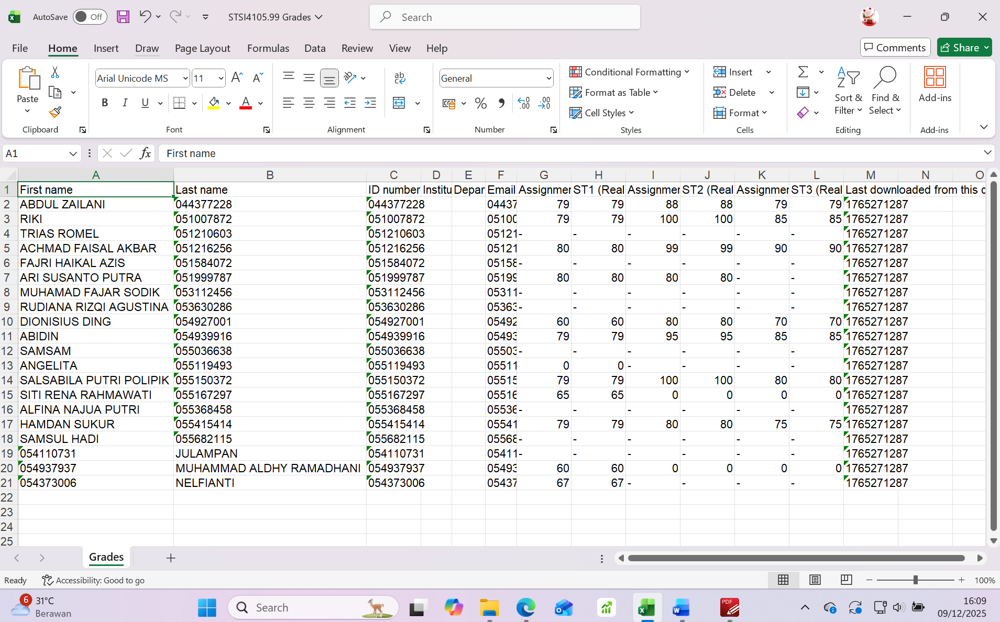 AutoSave Off STSI4105.99 Grades Search
File Home Insert Draw Page Layout Formulas Data Review View Help Comments Share
Paste Arial Unicode MS 11 A A General Conditional Formatting Insert
B I U A ab c % , Format as Table Delete Sort & Filter Find & Select Add-ins
Cell Styles Format
Clipboard Font Alignment Number Styles Cells Editing Add-ins
A1 fx First name
A B C D E F G H I J K L M N O
1 First name Last name ID number Institu Depar Email Assignmer ST1 (Real Assignmer ST2 (Real Assignmer ST3 (Real Last downloaded from this c
2 ABDUL ZAILANI 044377228 044377228 04437 79 79 88 88 79 79 1765271287
3 RIKI 051007872 051007872 05100 79 79 100 100 85 85 1765271287
4 TRIAS ROMEL 051210603 051210603 05121 - - - - - - 1765271287
5 ACHMAD FAISAL AKBAR 051216256 051216256 05121 80 80 99 99 90 90 1765271287
6 FAJRI HAIKAL AZIS 051584072 051584072 05158 - - - - - - 1765271287
7 ARI SUSANTO PUTRA 051999787 051999787 05199 80 80 80 80 - - 1765271287
8 MUHAMAD FAJAR SODIK 053112456 053112456 05311 - - - - - - 1765271287
9 RUDIANA RIZQI AGUSTINA 053630286 053630286 05363 - - - - - - 1765271287
10 DIONISIUS DING 054927001 054927001 05492 60 60 80 80 70 70 1765271287
11 ABIDIN 054939916 054939916 05493 79 79 95 95 85 85 1765271287
12 SAMSAM 055036638 055036638 05503 - - - - - - 1765271287
13 ANGELITA 055119493 055119493 05511 0 0 - - - - 1765271287
14 SALSABILA PUTRI POLIPIK 055150372 055150372 05515 79 79 100 100 80 80 1765271287
15 SITI RENA RAHMAWATI 055167297 055167297 05516 65 65 0 0 0 0 1765271287
16 ALFINA NAJUA PUTRI 055368458 055368458 05536 - - - - - - 1765271287
17 HAMDAN SUKUR 055415414 055415414 05541 79 79 80 80 75 75 1765271287
18 SAMSUL HADI 055682115 055682115 05568 - - - - - - 1765271287
19 054110731 JULAMPAN 054110731 05411 - - - - - - 1765271287
20 054937937 MUHAMMAD ALDHY RAMADHANI 054937937 05493 60 60 0 0 0 0 1765271287
21 054373006 NELFIANTI 054373006 05437 67 67 - - - - 1765271287
22
23
24
25
Grades
Ready Accessibility: Good to go 100%
6 31°C Search PDF 16:09
Berawan 09/12/2025